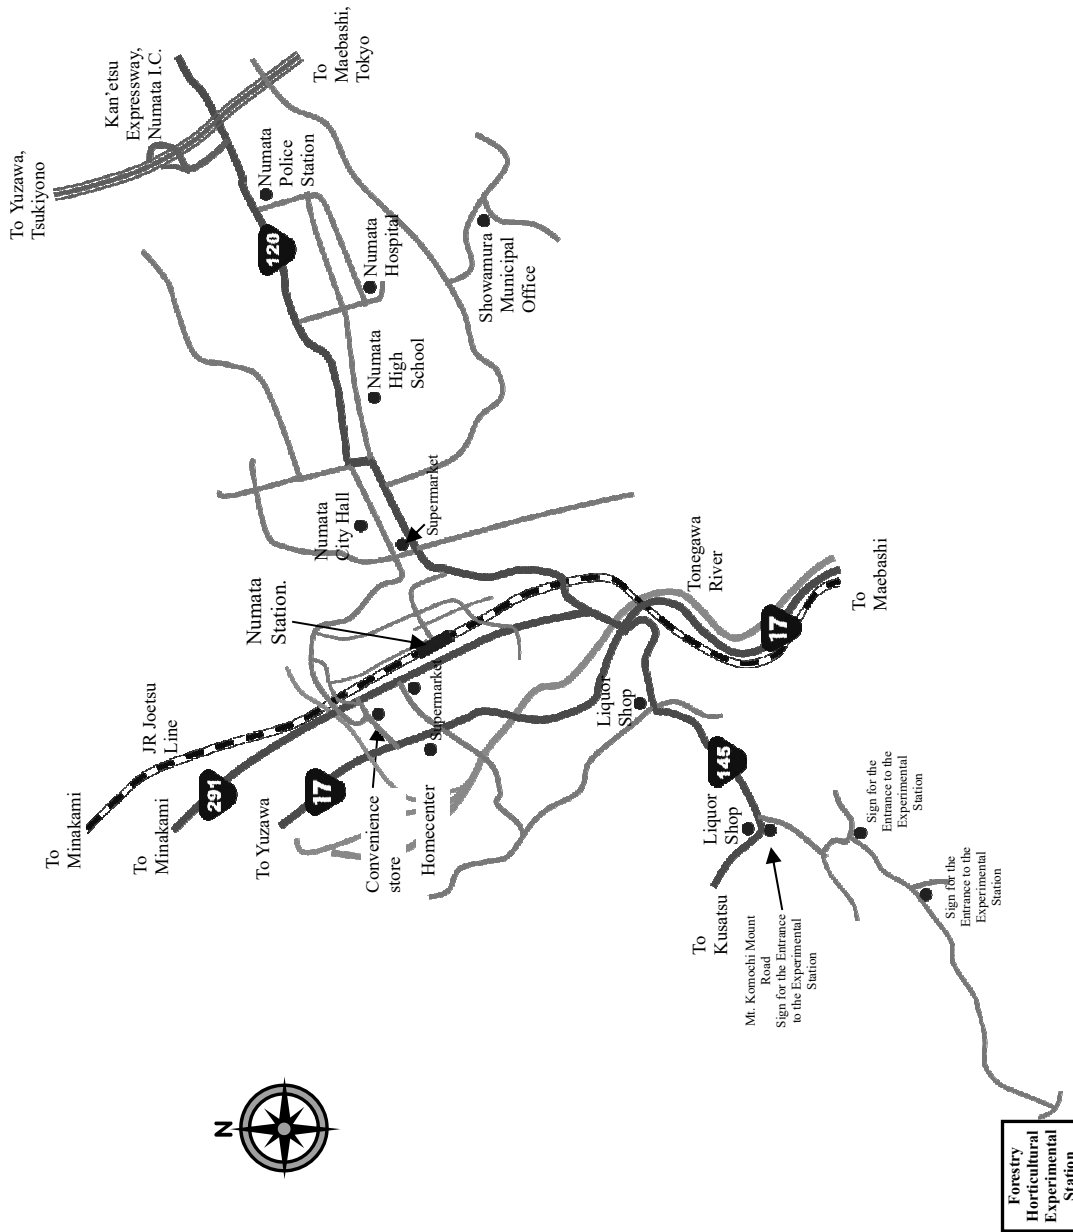 To Yuzawa,
Tsukiyono
Kan'etsu
Expressway,
Numata I.C.
To
Maebashi,
Tokyo
Numata
Police
Station
120
Numata
Hospital
Showamura
Municipal
Office
Numata
High
School
Numata
City Hall
Supermarket
Numata
Station.
Tonegawa
River
To
Maebashi
17
JR Joetsu
Line
To
Minakami
291
To
Minakami
17
To Yuzawa
Supermarket
Convenience
store
Homecenter
Liquor
Shop
145
Liquor
Shop
Sign for the
Entrance to the
Experimental
Station
Sign for the
Entrance to the
Experimental
Station
To
Kusatsu
Mt. Komochi Mount
Road
Sign for the Entrance
to the Experimental
Station
N
Forestry
Horticultural
Experimental
Station